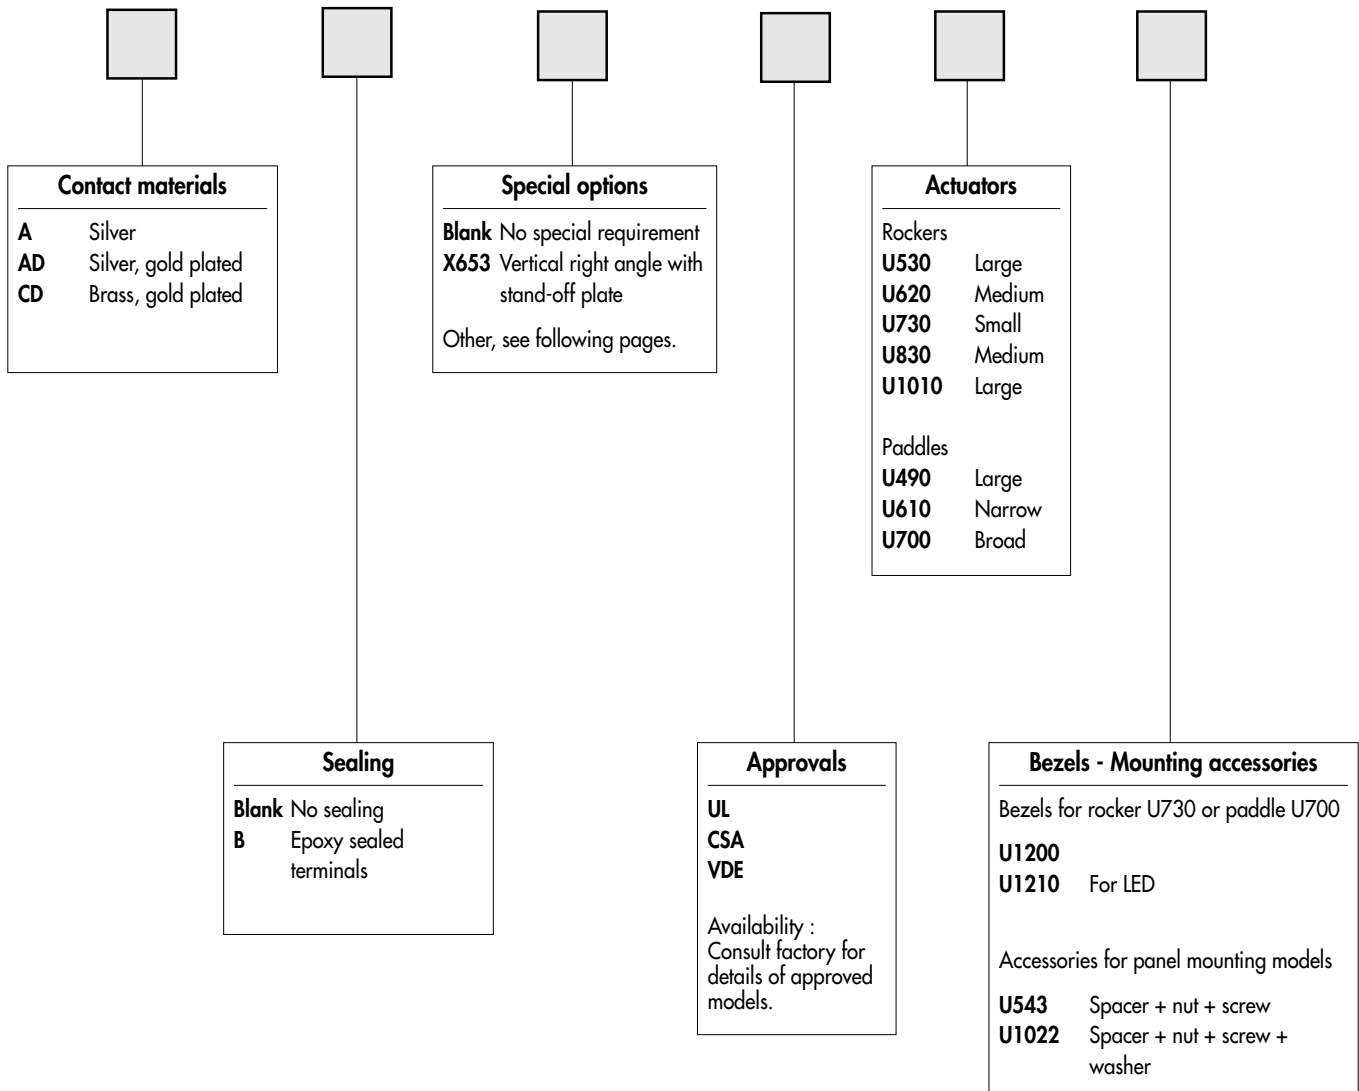 Contact materials
A Silver
AD Silver, gold plated
CD Brass, gold plated
Special options
Blank No special requirement
X653 Vertical right angle with
stand-off plate
Other, see following pages.
Actuators
Rockers
U530 Large
U620 Medium
U730 Small
U830 Medium
U1010 Large
Paddles
U490 Large
U610 Narrow
U700 Broad
Sealing
Blank No sealing
B Epoxy sealed
terminals
Approvals
UL
CSA
VDE
Availability :
Consult factory for
details of approved
models.
Bezels - Mounting accessories
Bezels for rocker U730 or paddle U700
U1200
U1210 For LED
Accessories for panel mounting models
U543 Spacer + nut + screw
U1022 Spacer + nut + screw +
washer